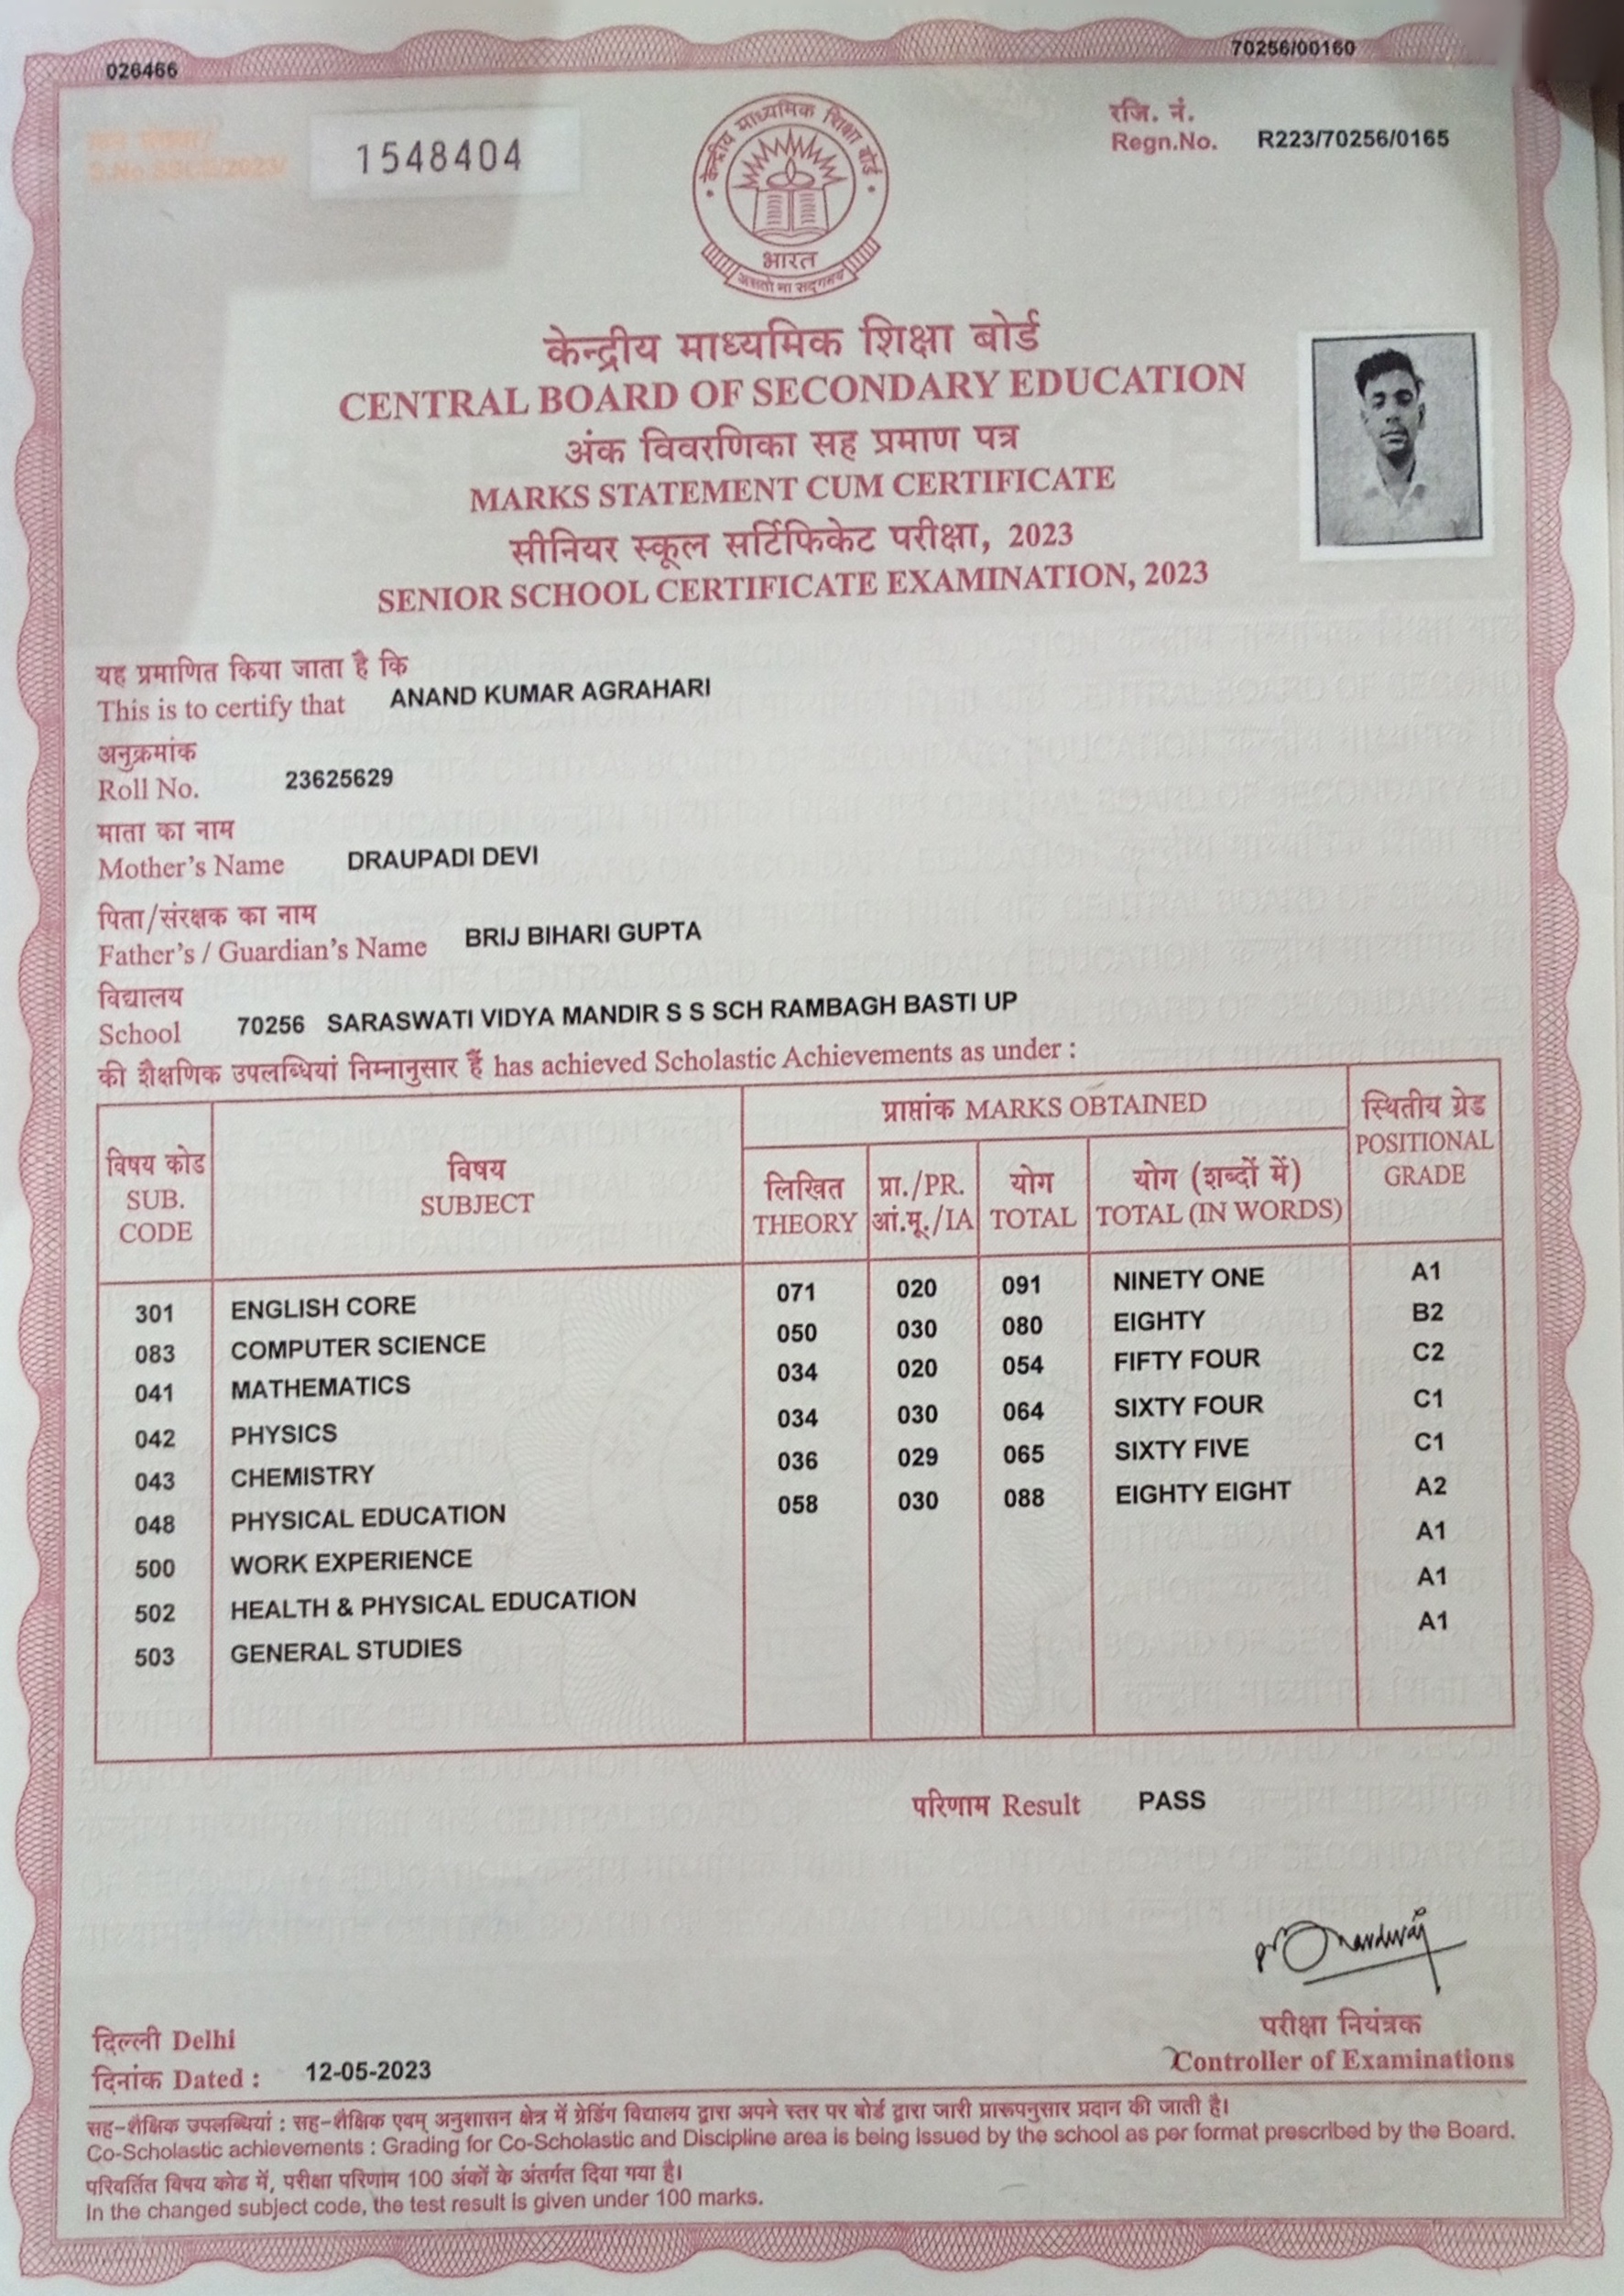 026466
70256/00160
1548404
रजि. नं.
Regn.No. R223/70256/0165
केन्द्रीय माध्यमिक शिक्षा बोर्ड
भारत
असतो मा सद्गमय
केन्द्रीय माध्यमिक शिक्षा बोर्ड
CENTRAL BOARD OF SECONDARY EDUCATION
अंक विवरणिका सह प्रमाण पत्र
MARKS STATEMENT CUM CERTIFICATE
सीनियर स्कूल सर्टिफिकेट परीक्षा, 2023
SENIOR SCHOOL CERTIFICATE EXAMINATION, 2023
यह प्रमाणित किया जाता है कि
This is to certify that ANAND KUMAR AGRAHARI
अनुक्रमांक
Roll No. 23625629
माता का नाम
Mother's Name DRAUPADI DEVI
पिता/संरक्षक का नाम
Father's / Guardian's Name BRIJ BIHARI GUPTA
विद्यालय
School 70256 SARASWATI VIDYA MANDIR S S SCH RAMBAGH BASTI UP
की शैक्षणिक उपलब्धियां निम्नानुसार हैं has achieved Scholastic Achievements as under :
विषय कोड
SUB.
CODE
विषय
SUBJECT
प्राप्तांक MARKS OBTAINED
लिखित
THEORY
प्रा./PR.
आं.मू./IA
योग
TOTAL
योग (शब्दों में)
TOTAL (IN WORDS)
स्थितीय ग्रेड
POSITIONAL
GRADE
301 ENGLISH CORE 071 020 091 NINETY ONE A1
083 COMPUTER SCIENCE 050 030 080 EIGHTY B2
041 MATHEMATICS 034 020 054 FIFTY FOUR C2
042 PHYSICS 034 030 064 SIXTY FOUR C1
043 CHEMISTRY 036 029 065 SIXTY FIVE C1
048 PHYSICAL EDUCATION 058 030 088 EIGHTY EIGHT A2
500 WORK EXPERIENCE A1
502 HEALTH & PHYSICAL EDUCATION A1
503 GENERAL STUDIES A1
परिणाम Result PASS
परीक्षा नियंत्रक
Controller of Examinations
दिल्ली Delhi
दिनांक Dated : 12-05-2023
सह-शैक्षिक उपलब्धियां : सह-शैक्षिक एवम् अनुशासन क्षेत्र में ग्रेडिंग विद्यालय द्वारा अपने स्तर पर बोर्ड द्वारा जारी प्रारूपनुसार प्रदान की जाती है।
Co-Scholastic achievements : Grading for Co-Scholastic and Discipline area is being issued by the school as per format prescribed by the Board.
परिवर्तित विषय कोड में, परीक्षा परिणाम 100 अंकों के अंतर्गत दिया गया है।
In the changed subject code, the test result is given under 100 marks.